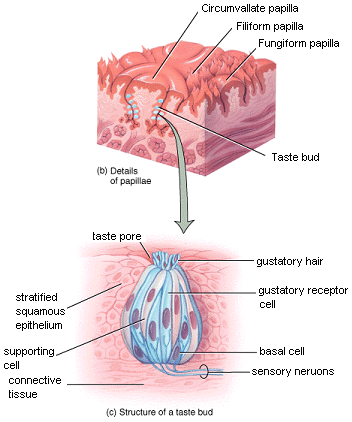 Circumvallate papilla
Filiform papilla
Fungiform papilla
Taste bud
(b) Details
of papillae
taste pore
gustatory hair
stratified
squamous
epithelium
gustatory receptor
cell
supporting
cell
basal cell
connective
tissue
sensory neruons
(c) Structure of a taste bud